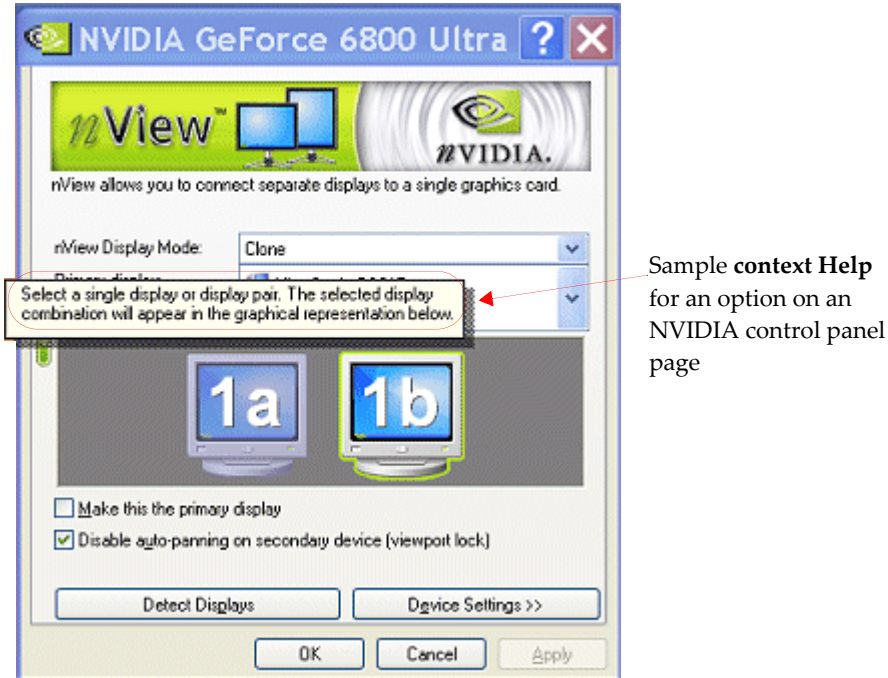 NVIDIA GeForce 6800 Ultra ? X
nView™
NVIDIA.
nView allows you to connect separate displays to a single graphics card.
nView Display Mode: Clone
Select a single display or display pair. The selected display
combination will appear in the graphical representation below.
Sample context Help
for an option on an
NVIDIA control panel
page
1a 1b
Make this the primary display
Disable auto-panning on secondary device (viewport lock)
Detect Displays Device Settings >>
OK Cancel Apply